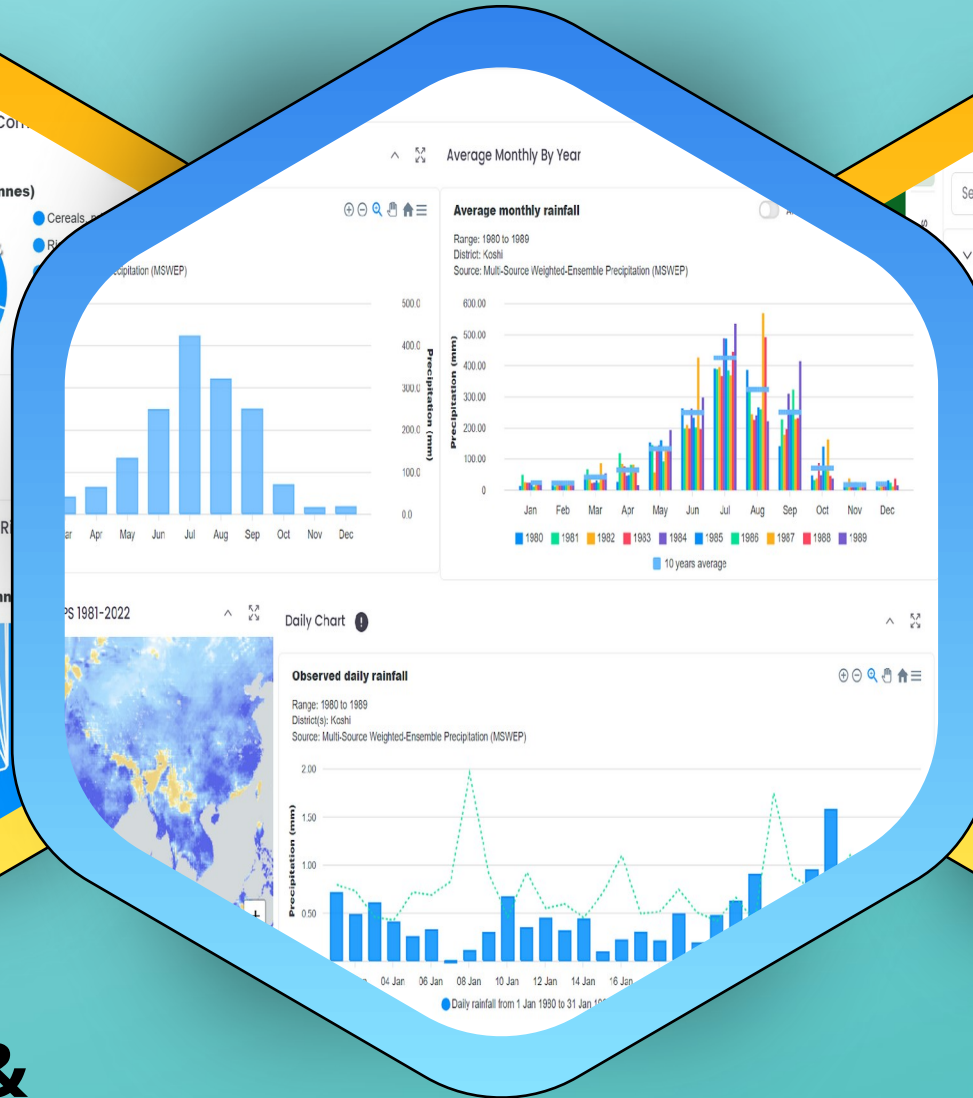 Average Monthly By Year
Average monthly rainfall
Range: 1980 to 1989
District: Koshi
Source: Multi-Source Weighted-Ensemble Precipitation (MSWEP)
600.00
500.00
400.00
300.00
200.00
100.00
0
Precipitation (mm)
Jan Feb Mar Apr May Jun Jul Aug Sep Oct Nov Dec
1980 1981 1982 1983 1984 1985 1986 1987 1988 1989
10 years average
(MSWEP)
500.0
400.0
300.0
200.0
100.0
0.0
Precipitation (mm)
Apr May Jun Jul Aug Sep Oct Nov Dec
1981-2022
Daily Chart
Observed daily rainfall
Range: 1980 to 1989
District(s): Koshi
Source: Multi-Source Weighted-Ensemble Precipitation (MSWEP)
2.00
1.50
1.00
0.50
Precipitation (mm)
04 Jan 06 Jan 08 Jan 10 Jan 12 Jan 14 Jan 16 Jan
Daily rainfall from 1 Jan 1980 to 31 Jan
Cereals,
&